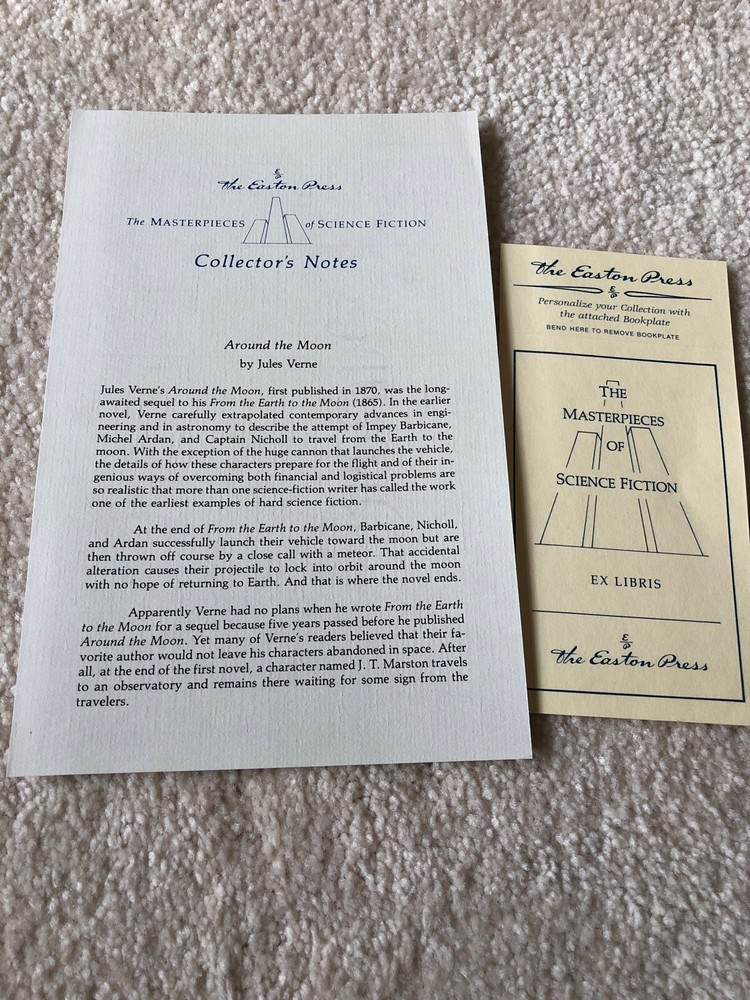 The Easton Press
The MASTERPIECES of SCIENCE FICTION
Collector's Notes
Around the Moon
by Jules Verne
Jules Verne's Around the Moon, first published in 1870, was the long-
awaited sequel to his From the Earth to the Moon (1865). In the earlier
novel, Verne carefully extrapolated contemporary advances in engi-
neering and in astronomy to describe the attempt of Impey Barbicane,
Michel Ardan, and Captain Nicholl to travel from the Earth to the
moon. With the exception of the huge cannon that launches the vehicle,
the details of how these characters prepare for the flight and of their in-
genious ways of overcoming both financial and logistical problems are
so realistic that more than one science-fiction writer has called the work
one of the earliest examples of hard science fiction.
At the end of From the Earth to the Moon, Barbicane, Nicholl,
and Ardan successfully launch their vehicle toward the moon but are
then thrown off course by a close call with a meteor. That accidental
alteration causes their projectile to lock into orbit around the moon
with no hope of returning to Earth. And that is where the novel ends.
Apparently Verne had no plans when he wrote From the Earth
to the Moon for a sequel because five years passed before he published
Around the Moon. Yet many of Verne's readers believed that their fa-
vorite author would not leave his characters abandoned in space. After
all, at the end of the first novel, a character named J. T. Marston travels
to an observatory and remains there waiting for some sign from the
travelers.
The Easton Press
Personalize your Collection with
the attached Bookplate
BEND HERE TO REMOVE BOOKPLATE
THE
MASTERPIECES
OF
SCIENCE FICTION
EX LIBRIS
The Easton Press